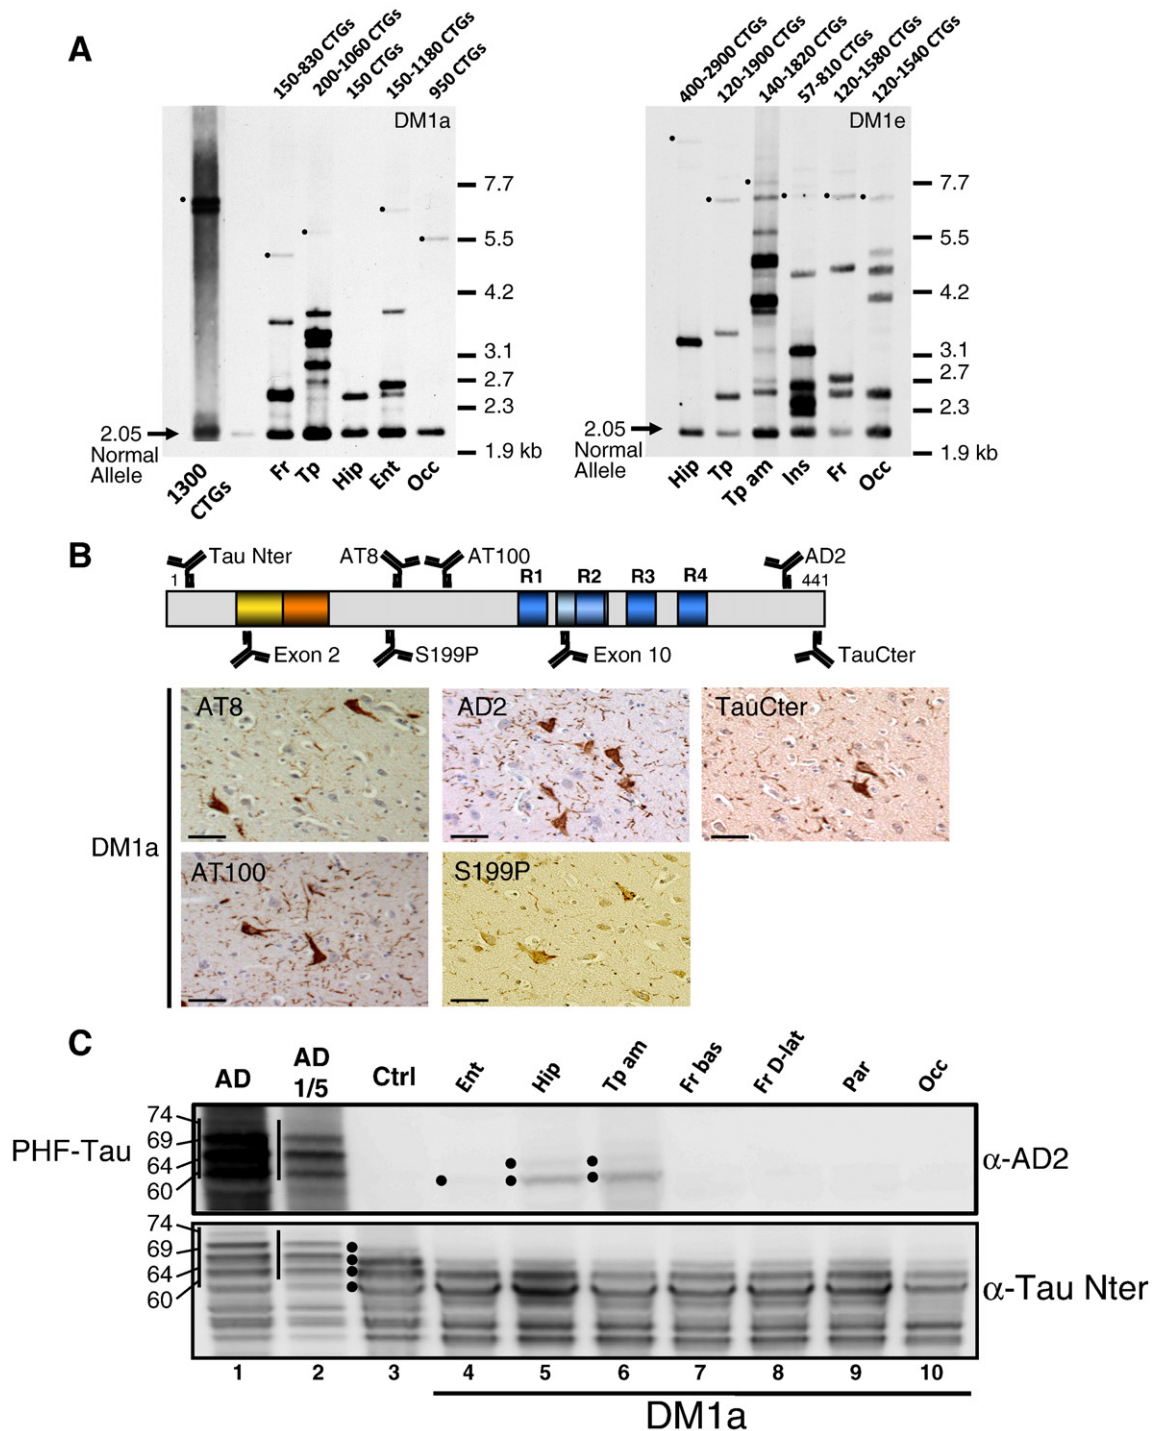 A
150-830 CTGs
200-1060 CTGs
150 CTGs
150-1180 CTGs
950 CTGs
DM1a
7.7
5.5
4.2
3.1
2.7
2.3
1.9 kb
2.05
Normal
Allele
1300
CTGs
Fr
Tp
Hip
Ent
Occ
400-2900 CTGs
120-1900 CTGs
140-1820 CTGs
57-810 CTGs
120-1580 CTGs
120-1540 CTGs
DM1e
7.7
5.5
4.2
3.1
2.7
2.3
1.9 kb
2.05
Normal
Allele
Hip
Tp
Tp am
Ins
Fr
Occ
B
Tau Nter
AT8
AT100
AD2
1
R1
R2
R3
R4
441
Exon 2
S199P
Exon 10
TauCter
DM1a
AT8
AD2
TauCter
AT100
S199P
C
AD
AD
1/5
Ctrl
Ent
Hip
Tp am
Fr bas
Fr D-lat
Par
Occ
PHF-Tau
74
69
64
60
α-AD2
74
69
64
60
α-Tau Nter
1 2 3 4 5 6 7 8 9 10
DM1a